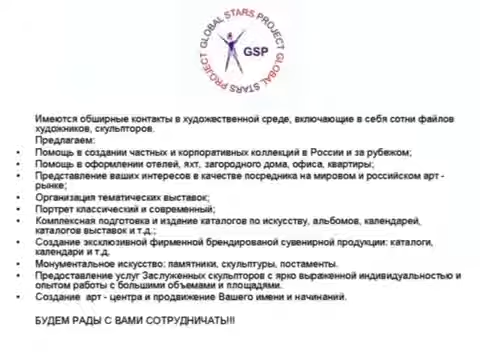 GLOBAL STARS PROJECT GLOBAL STARS PROJECT
GSP
Имеются обширные контакты в художественной среде, включающие в себя сотни файлов
художников, скульпторов.
Предлагаем:
• Помощь в создании частных и корпоративных коллекций в России и за рубежом;
• Помощь в оформлении отелей, яхт, загородного дома, офиса, квартиры;
• Представление ваших интересов в качестве посредника на мировом и российском арт -
рынке;
• Организация тематических выставок;
• Портрет классический и современный;
• Комплексная подготовка и издание каталогов по искусству, альбомов, календарей,
каталогов выставок и т.д.;
• Создание эксклюзивной фирменной брендированой сувенирной продукции: каталоги,
календари и т.д.
• Монументальное искусство: памятники, скульптуры, постаменты.
• Предоставление услуг Заслуженных скульпторов с ярко выраженной индивидуальностью и
опытом работы с большими объемами и площадями.
• Создание арт - центра и продвижение Вашего имени и начинаний.
БУДЕМ РАДЫ С ВАМИ СОТРУДНИЧАТЬ!!!